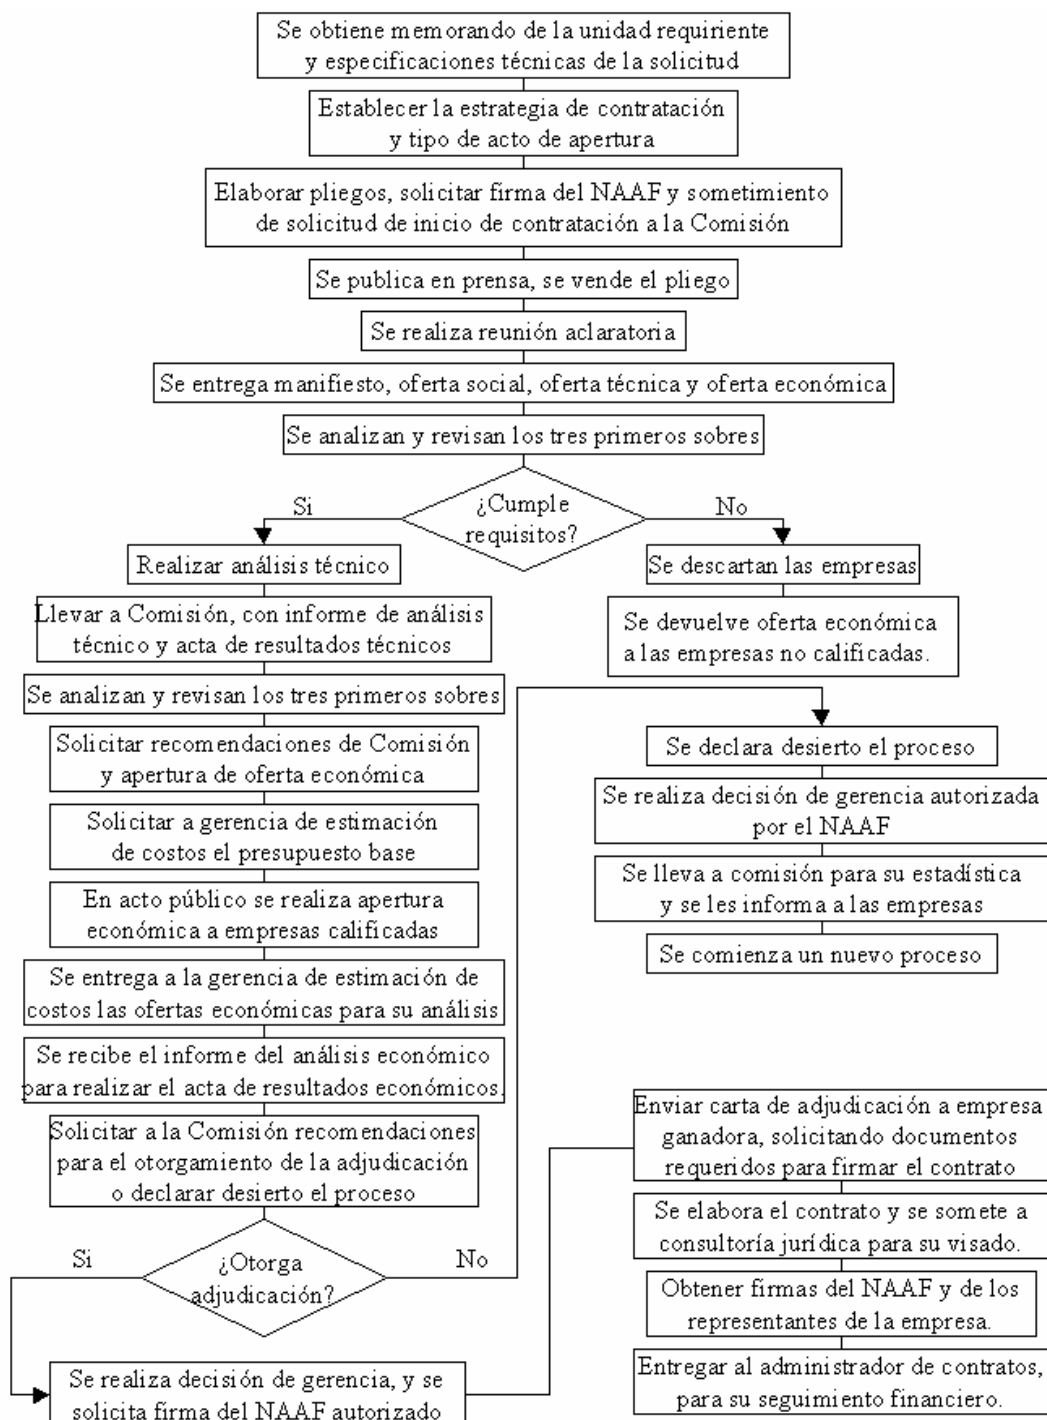 Se obtiene memorando de la unidad requiriente
y especificaciones técnicas de la solicitud
Establecer la estrategia de contratación
y tipo de acto de apertura
Elaborar pliegos, solicitar firma del NAAF y sometimiento
de solicitud de inicio de contratación a la Comisión
Se publica en prensa, se vende el pliego
Se realiza reunión aclaratoria
Se entrega manifiesto, oferta social, oferta técnica y oferta económica
Se analizan y revisan los tres primeros sobres
¿Cumple
requisitos?
Si
No
Realizar análisis técnico
Llevar a Comisión, con informe de análisis
técnico y acta de resultados técnicos
Se analizan y revisan los tres primeros sobres
Solicitar recomendaciones de Comisión
y apertura de oferta económica
Solicitar a gerencia de estimación
de costos el presupuesto base
En acto público se realiza apertura
económica a empresas calificadas
Se entrega a la gerencia de estimación de
costos las ofertas económicas para su análisis
Se recibe el informe del análisis económico
para realizar el acta de resultados económicos.
Solicitar a la Comisión recomendaciones
para el otorgamiento de la adjudicación
o declarar desierto el proceso
¿Otorga
adjudicación?
Si
No
Se realiza decisión de gerencia, y se
solicita firma del NAAF autorizado
Se descartan las empresas
Se devuelve oferta económica
a las empresas no calificadas.
Se declara desierto el proceso
Se realiza decisión de gerencia autorizada
por el NAAF
Se lleva a comisión para su estadística
y se les informa a las empresas
Se comienza un nuevo proceso
Enviar carta de adjudicación a empresa
ganadora, solicitando documentos
requeridos para firmar el contrato
Se elabora el contrato y se somete a
consultoría jurídica para su visado.
Obtener firmas del NAAF y de los
representantes de la empresa.
Entregar al administrador de contratos,
para su seguimiento financiero.